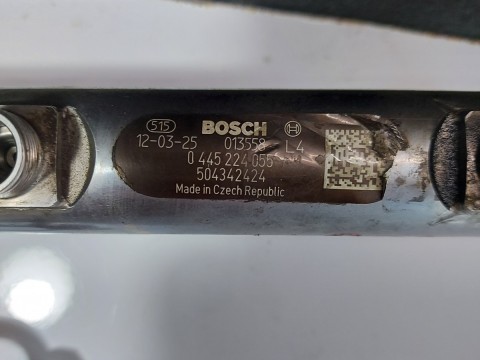 515 BOSCH
12-03-25 013558 L4
0 445 224 055
504342424
Made in Czech Republic